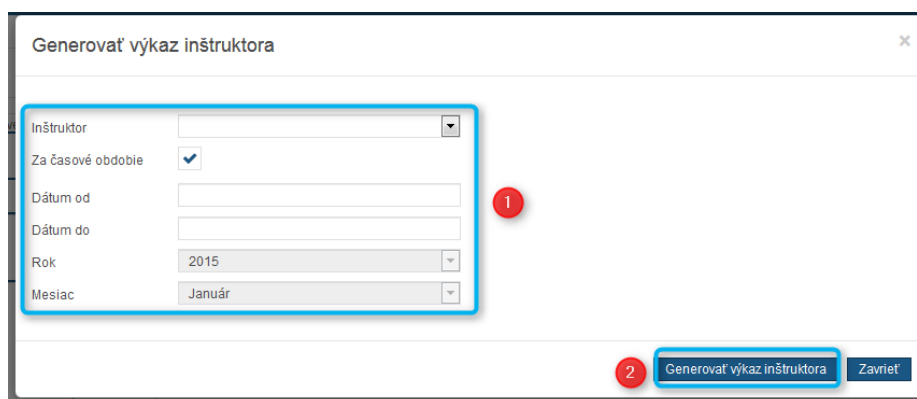 Generovať výkaz inštruktora
×
Inštruktor
Za časové obdobie
Dátum od
1
Dátum do
Rok 2015
Mesiac Január
2 Generovať výkaz inštruktora Zavrieť